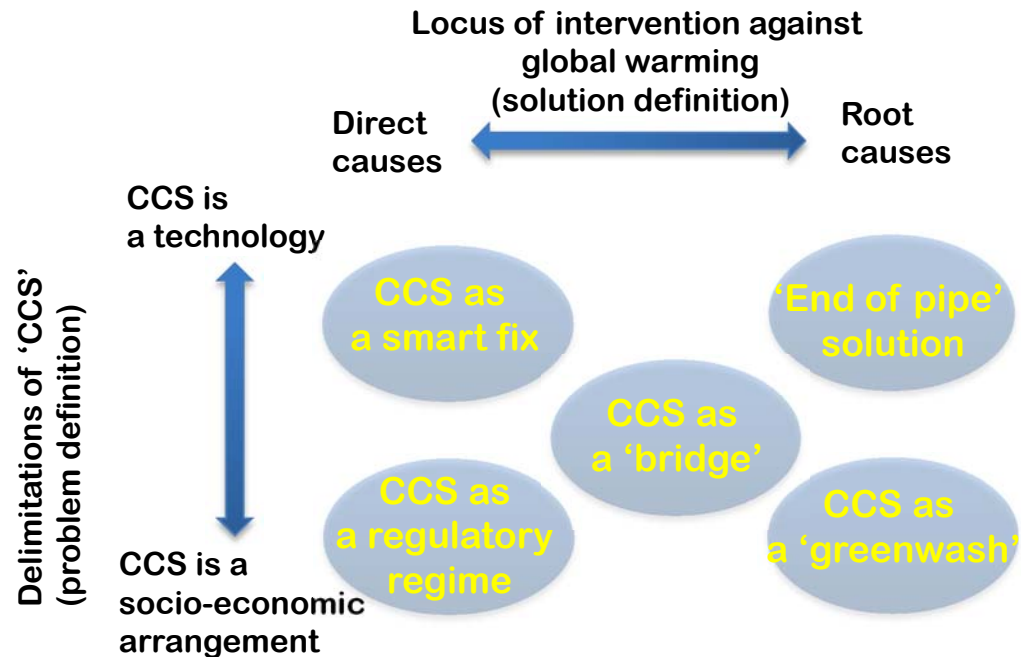 Locus of intervention against
global warming
(solution definition)
Direct
causes
Root
causes
CCS is
a technology
Delimitations of ‘CCS’
(problem definition)
CCS as
a smart fix
‘End of pipe’
solution
CCS as
a ‘bridge’
CCS as
a regulatory
regime
CCS as
a ‘greenwash’
CCS is a
socio-economic
arrangement